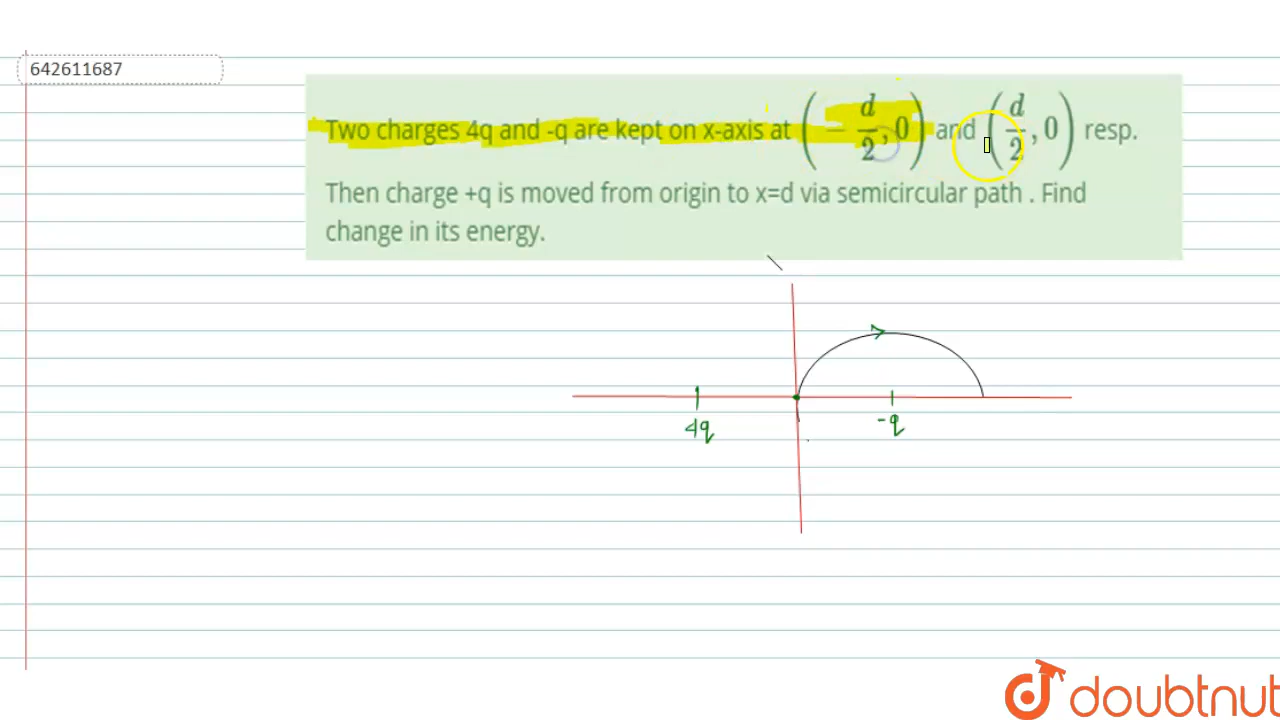 642611687
Two charges 4q and -q are kept on x-axis at (-d/2, 0) and (d/2, 0) resp.
Then charge +q is moved from origin to x=d via semicircular path . Find
change in its energy.
4q
-q
doubtnut